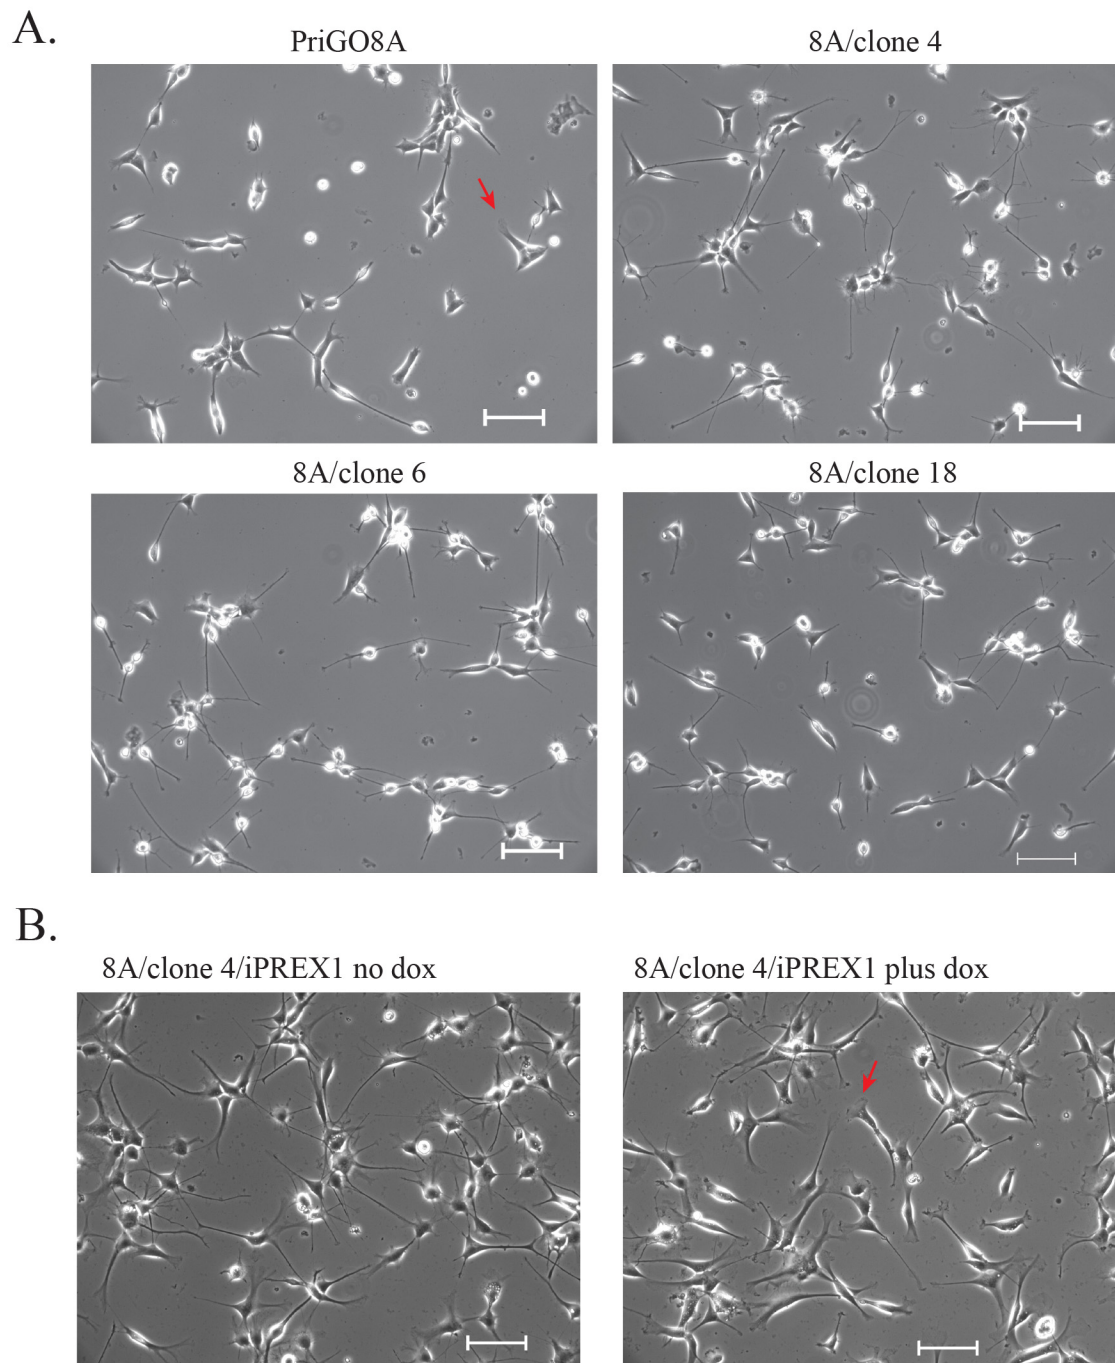 A.
PriGO8A
8A/clone 4
8A/clone 6
8A/clone 18
B.
8A/clone 4/iPREX1 no dox
8A/clone 4/iPREX1 plus dox